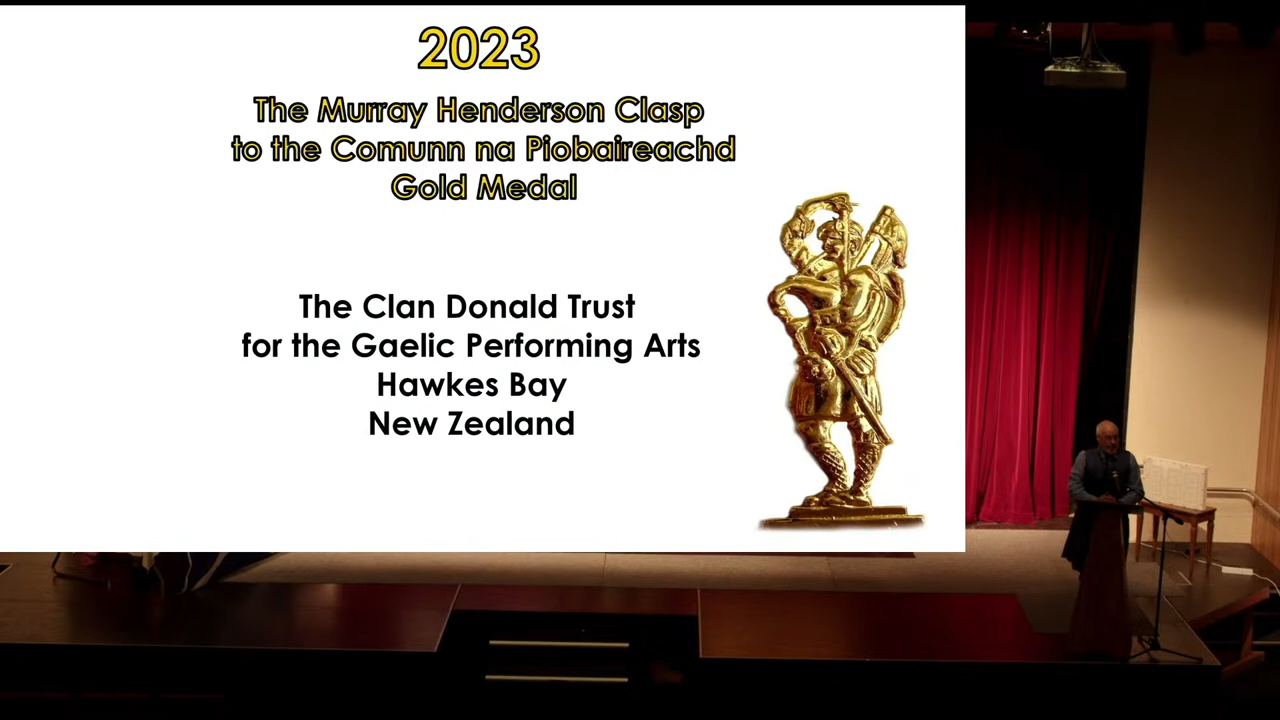 2023
The Murray Henderson Clasp
to the Comunn na Piobaireachd
Gold Medal
The Clan Donald Trust
for the Gaelic Performing Arts
Hawkes Bay
New Zealand